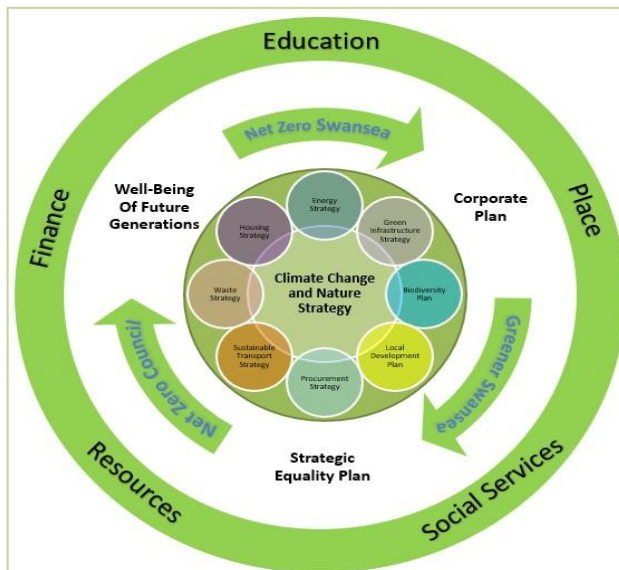 Education
Net Zero Swansea
Well-Being
Of Future
Generations
Corporate
Plan
Finance
Place
Energy
Strategy
Housing
Strategy
Green
Infrastructure
Strategy
Climate Change
and Nature
Strategy
Waste
Strategy
Biodiversity
Plan
Sustainable
Transport
Strategy
Local
Development
Plan
Procurement
Strategy
Net Zero Council
Greener Swansea
Strategic
Equality Plan
Resources
Social Services